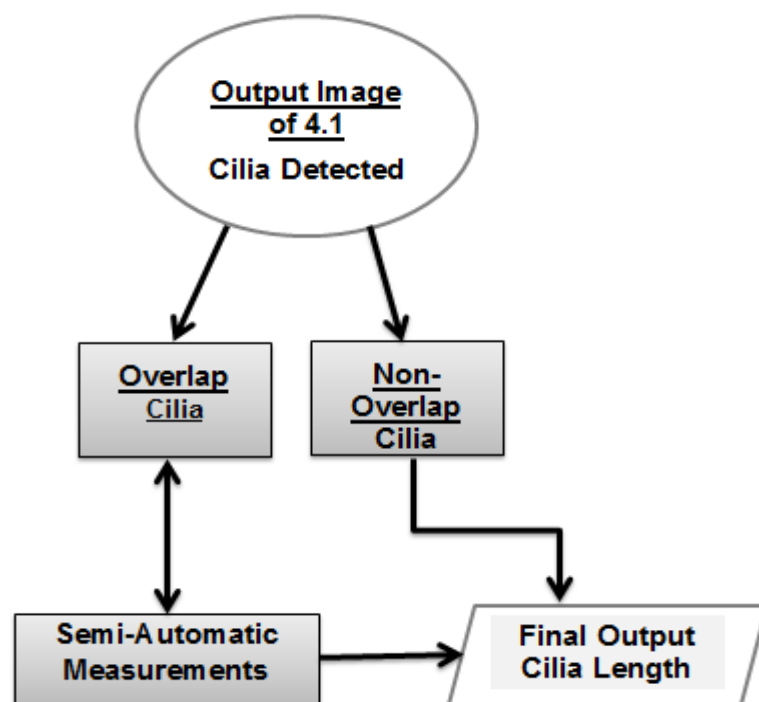 Output Image
of 4.1
Cilia Detected
Overlap
Cilia
Non-
Overlap
Cilia
Semi-Automatic
Measurements
Final Output
Cilia Length